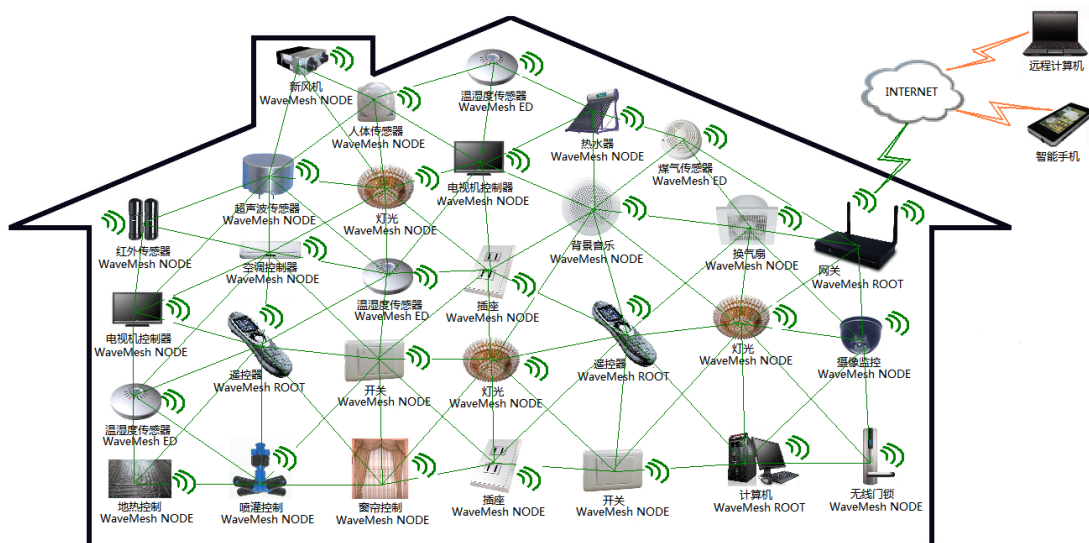 远程计算机
INTERNET
智能手机
新风机
WaveMesh NODE
温湿度传感器
WaveMesh ED
人体传感器
WaveMesh NODE
热水器
WaveMesh NODE
煤气传感器
WaveMesh ED
电视机控制器
WaveMesh NODE
超声波传感器
WaveMesh NODE
灯光
WaveMesh NODE
红外传感器
WaveMesh NODE
空调控制器
WaveMesh NODE
背景音乐
WaveMesh NODE
换气扇
WaveMesh NODE
网关
WaveMesh ROOT
温湿度传感器
WaveMesh ED
插座
WaveMesh NODE
电视机控制器
WaveMesh NODE
遥控器
WaveMesh ROOT
开关
WaveMesh NODE
灯光
WaveMesh NODE
遥控器
WaveMesh ROOT
灯光
WaveMesh NODE
摄像监控
WaveMesh NODE
温湿度传感器
WaveMesh ED
地热控制
WaveMesh NODE
喷灌控制
WaveMesh NODE
窗帘控制
WaveMesh NODE
插座
WaveMesh NODE
开关
WaveMesh NODE
计算机
WaveMesh ROOT
无线门锁
WaveMesh NODE